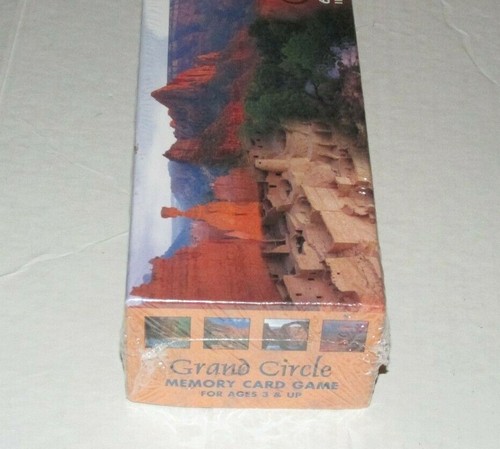 Grand Circle
MEMORY CARD GAME
FOR AGES 3 & UP